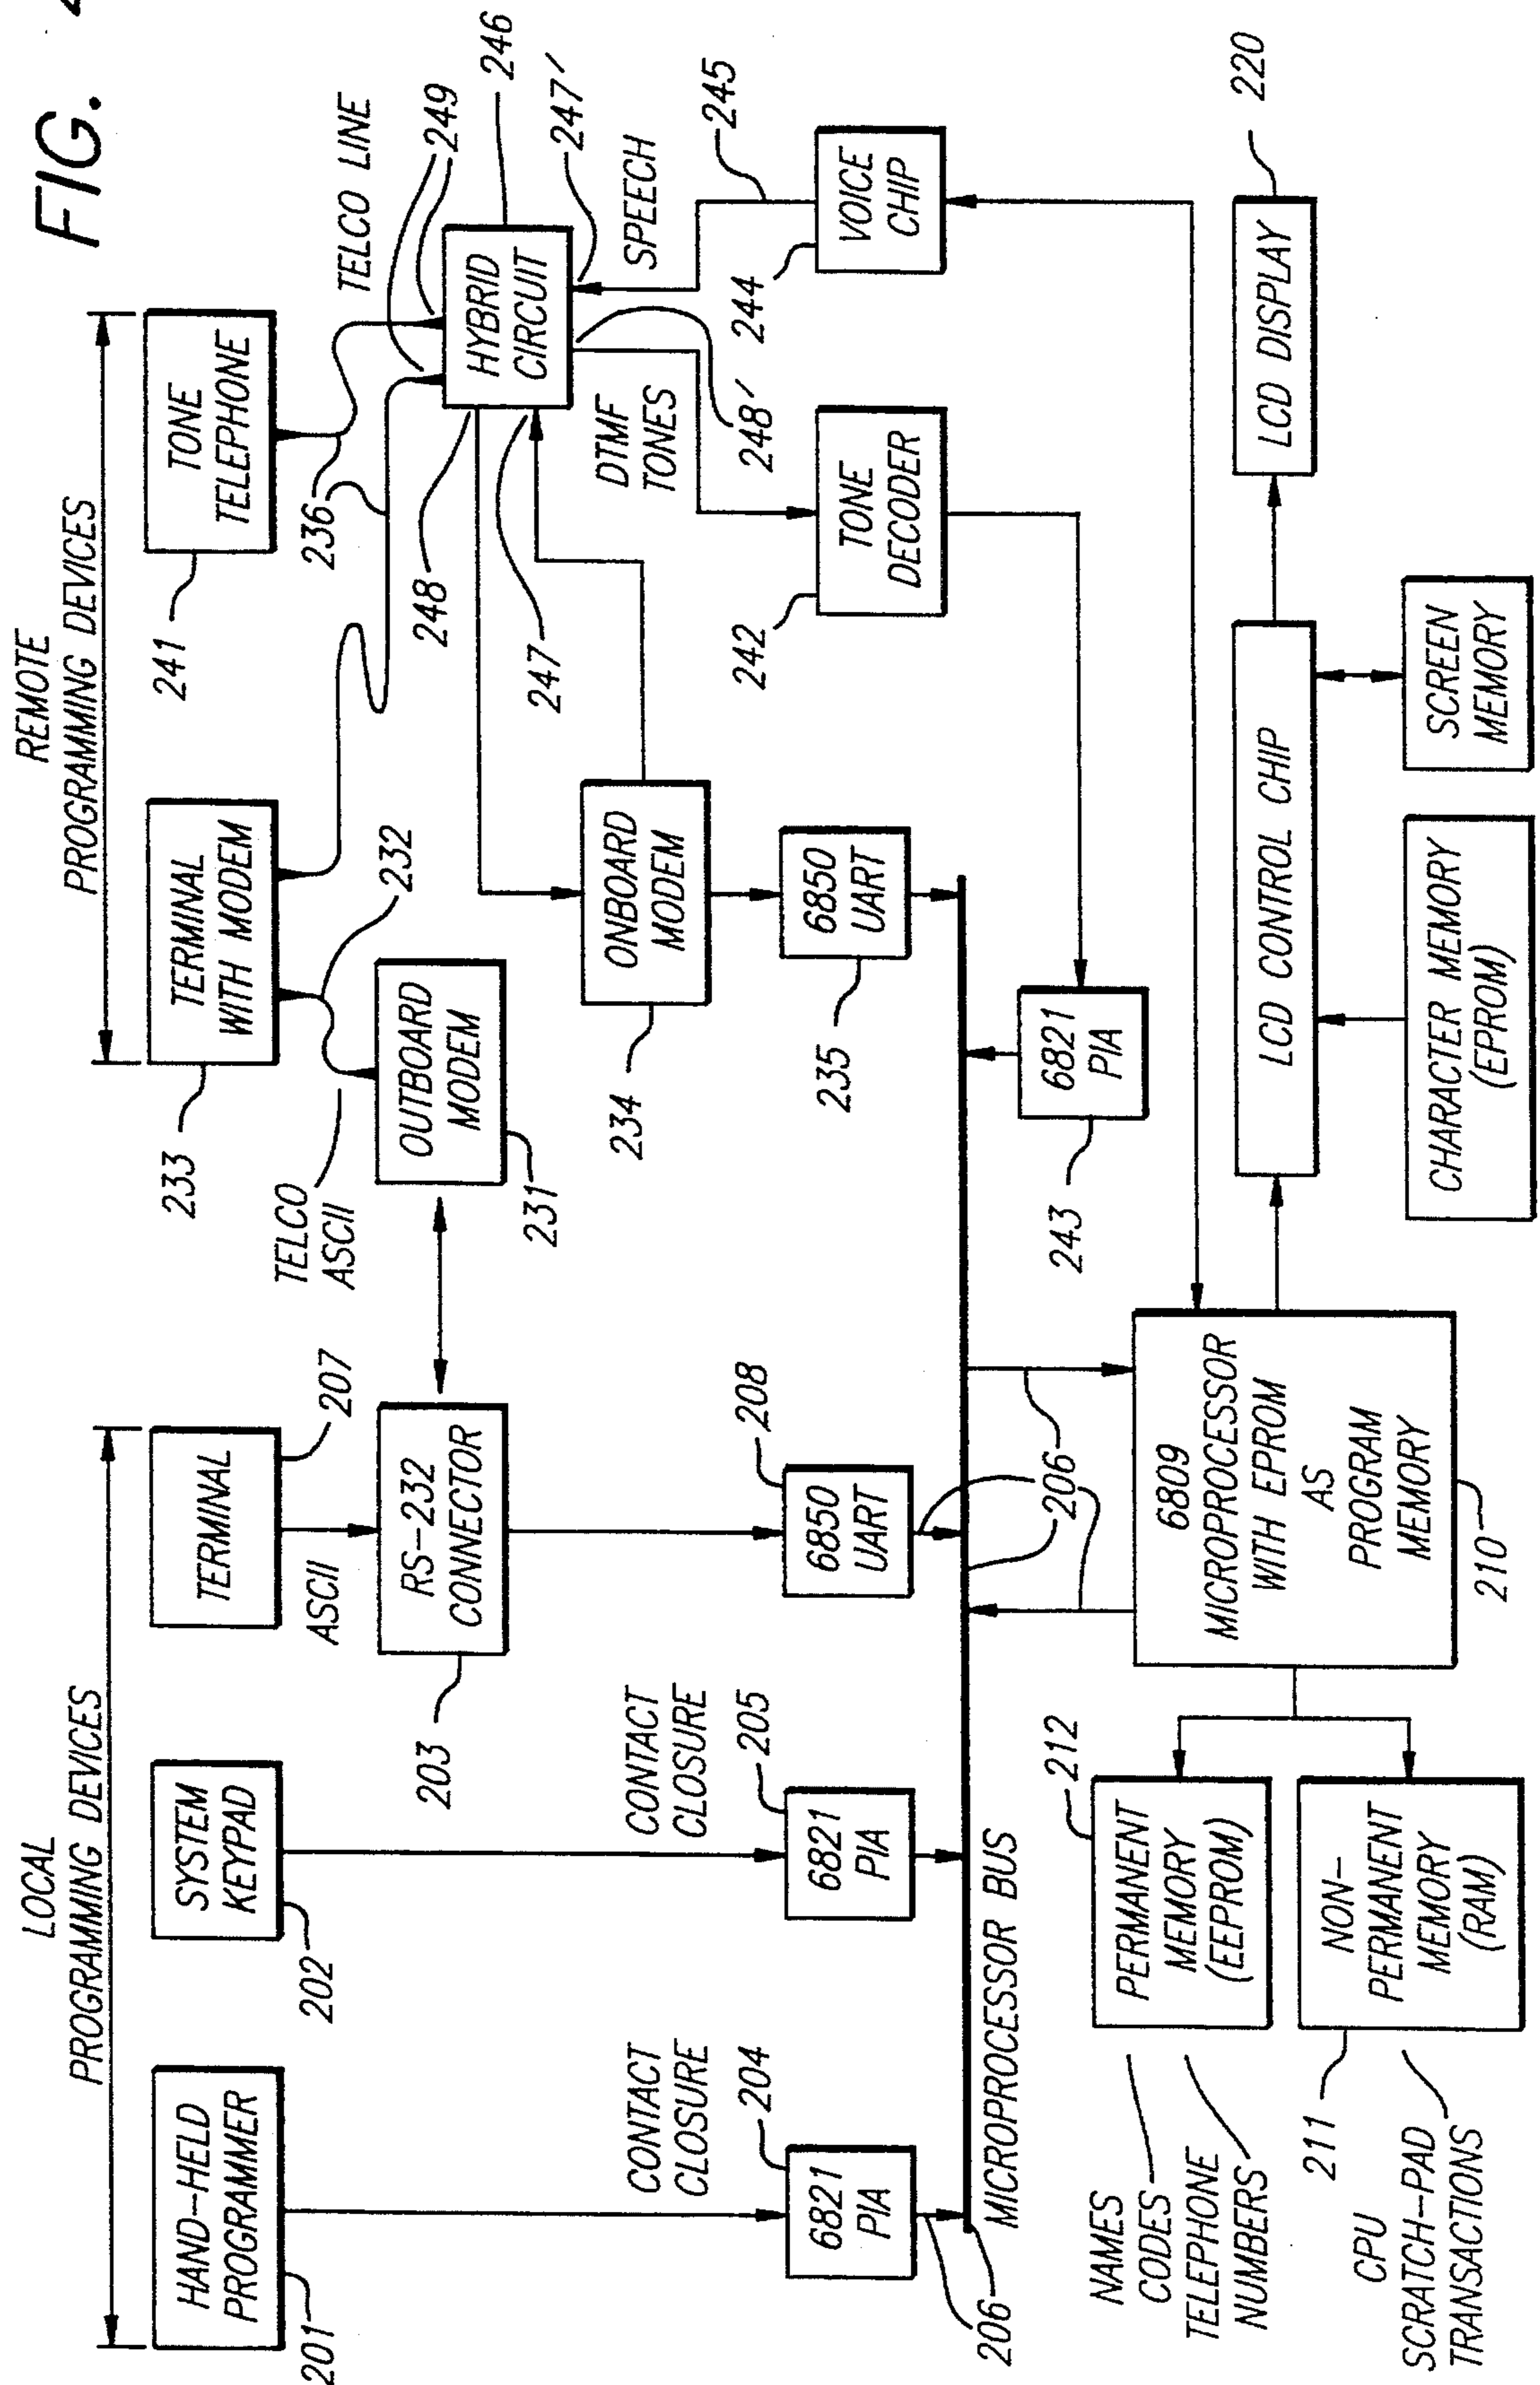 FIG.
LOCAL
PROGRAMMING DEVICES
REMOTE
PROGRAMMING DEVICES
HAND-HELD
PROGRAMMER
201
SYSTEM
KEYPAD
202
TERMINAL
207
TERMINAL
WITH MODEM
233
TONE
TELEPHONE
241
ASCII
TELCO
ASCII
232
236
TELCO LINE
249
RS-232
CONNECTOR
203
OUTBOARD
MODEM
231
HYBRID
CIRCUIT
246
248
247
247'
248'
DTMF
TONES
SPEECH
245
ONBOARD
MODEM
234
CONTACT
CLOSURE
204
CONTACT
CLOSURE
205
208
6821
PIA
6821
PIA
6850
UART
6850
UART
235
TONE
DECODER
242
VOICE
CHIP
244
206
206
MICROPROCESSOR BUS
206
6821
PIA
243
NAMES
CODES
TELEPHONE
NUMBERS
PERMANENT
MEMORY
(EEPROM)
212
6809
MICROPROCESSOR
WITH EPROM
AS
PROGRAM
MEMORY
210
LCD CONTROL CHIP
LCD DISPLAY
220
CPU
SCRATCH-PAD
TRANSACTIONS
211
NON-
PERMANENT
MEMORY
(RAM)
CHARACTER MEMORY
(EPROM)
SCREEN
MEMORY